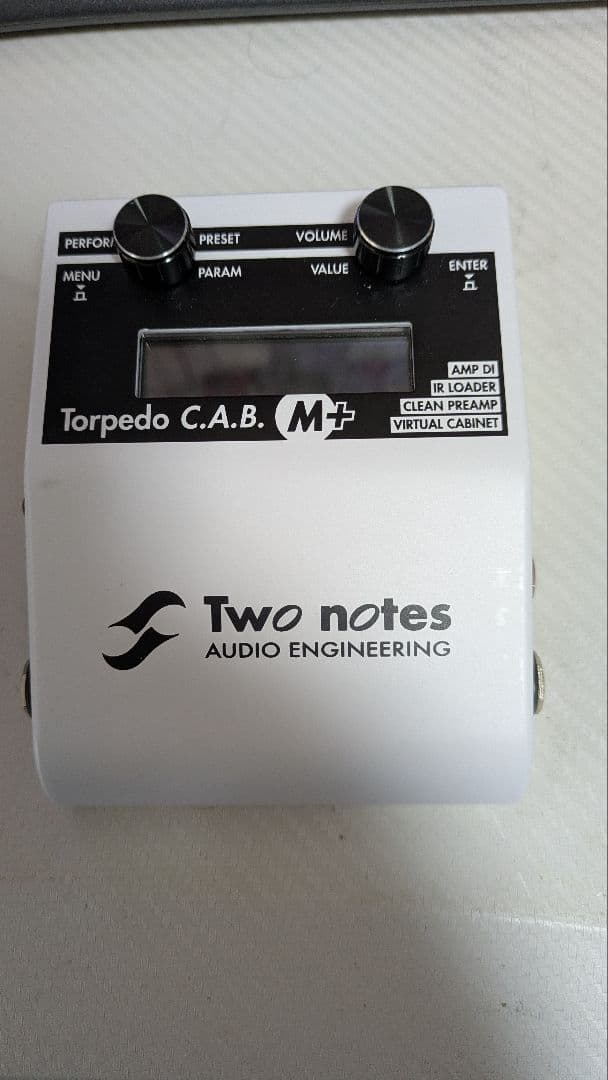 PERFOR PRESET VOLUME
MENU PARAM VALUE ENTER
AMP DI
IR LOADER
CLEAN PREAMP
VIRTUAL CABINET
Torpedo C.A.B. M+
Two notes
AUDIO ENGINEERING